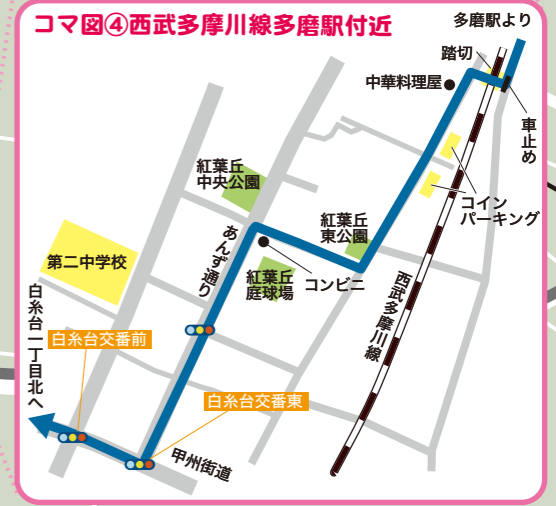 コマ図④西武多摩川線多磨駅付近
多磨駅より
踏切
中華料理屋
車止め
コイン
パーキング
紅葉丘
中央公園
紅葉丘
東公園
あんず通り
第二中学校
紅葉丘
庭球場
コンビニ
西武多摩川線
白糸台一丁目北へ
白糸台交番前
白糸台交番東
甲州街道